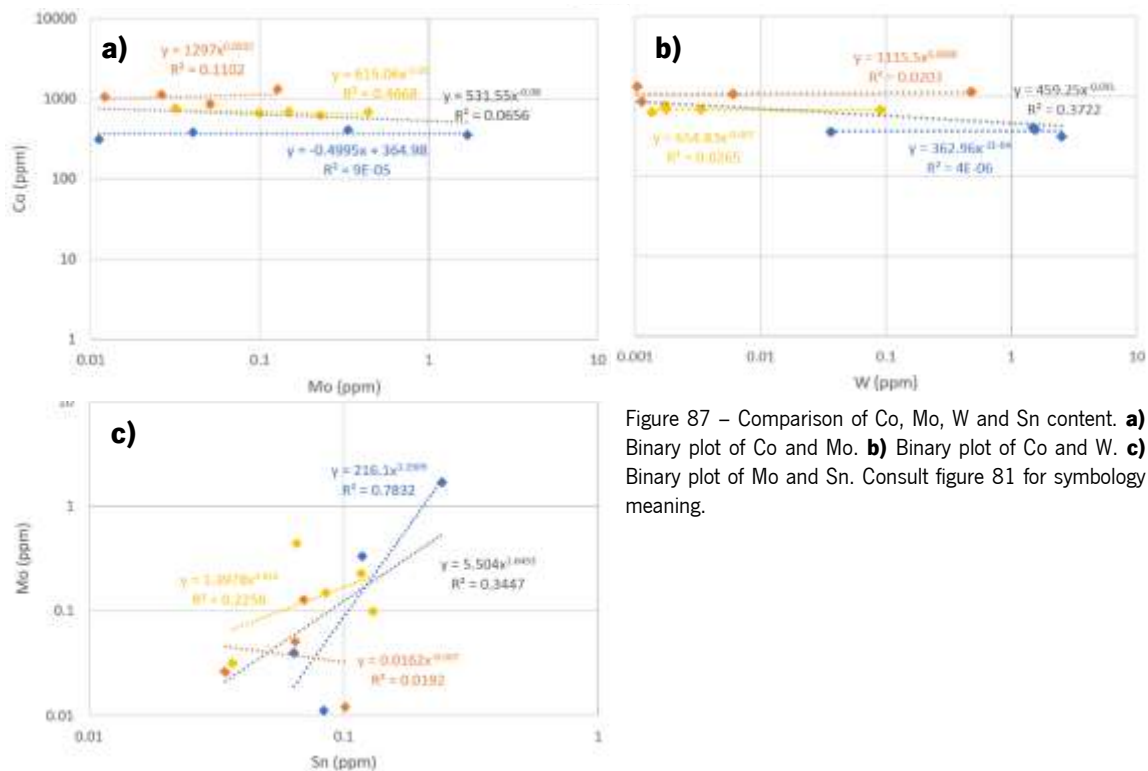 a)
10000
1000
100
10
1
0.01
0.1
1
10
Co (ppm)
Mo (ppm)
y = 1297x
R² = 0.1102
R² = 0.4668
y = 531.55x
R² = 0.0656
y = -0.4995x + 364.98
R² = 9E-05
b)
0.001
0.01
0.1
1
10
W (ppm)
y = 1115.5x
R² = 0.0203
y = 459.25x
R² = 0.3722
R² = 0.0265
y = 362.96x
R² = 4E-06
c)
1
0.1
0.01
0.01
0.1
1
Mo (ppm)
Sn (ppm)
y = 216.1x
R² = 0.7832
y = 5.504x
R² = 0.3447
R² = 0.2256
y = 0.0162x
R² = 0.0192
Figure 87 – Comparison of Co, Mo, W and Sn content. a)
Binary plot of Co and Mo. b) Binary plot of Co and W. c)
Binary plot of Mo and Sn. Consult figure 81 for symbology
meaning.